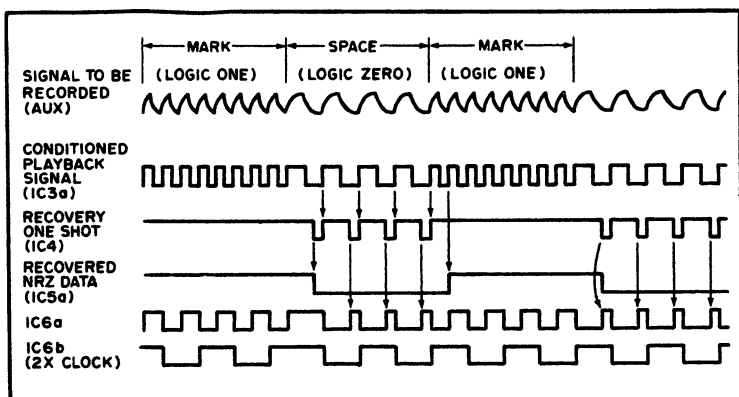 MARK SPACE MARK
(LOGIC ONE) (LOGIC ZERO) (LOGIC ONE)
SIGNAL TO BE
RECORDED
(AUX)
CONDITIONED
PLAYBACK
SIGNAL
(IC3a)
RECOVERY
ONE SHOT
(IC4)
RECOVERED
NRZ DATA
(IC5a)
IC6a
IC6b
(2X CLOCK)